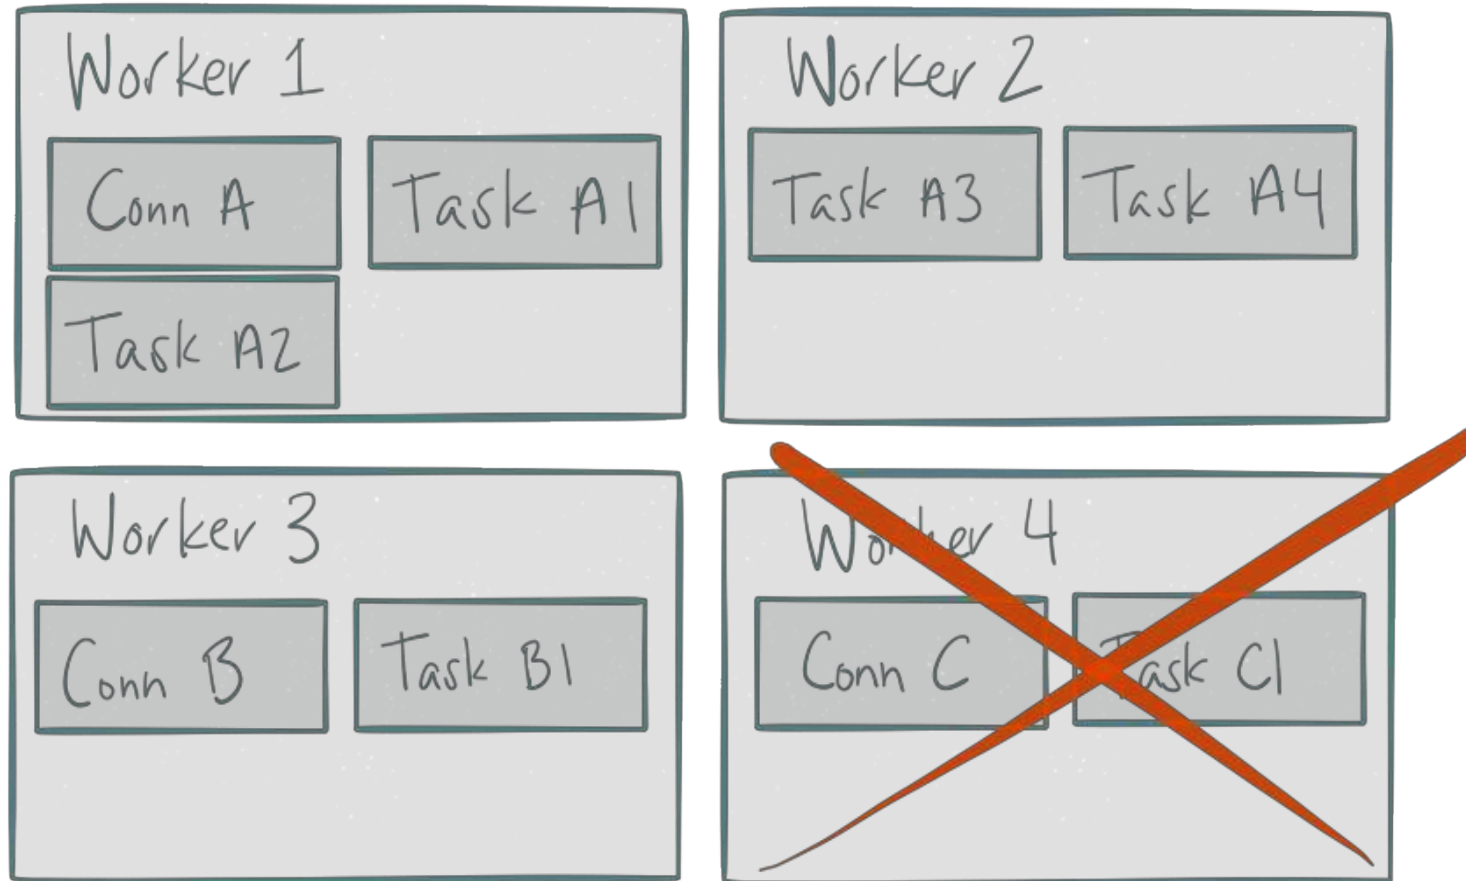 Worker 1
Conn A
Task A1
Task A2
Worker 2
Task A3
Task A4
Worker 3
Conn B
Task B1
Worker 4
Conn C
Task C1